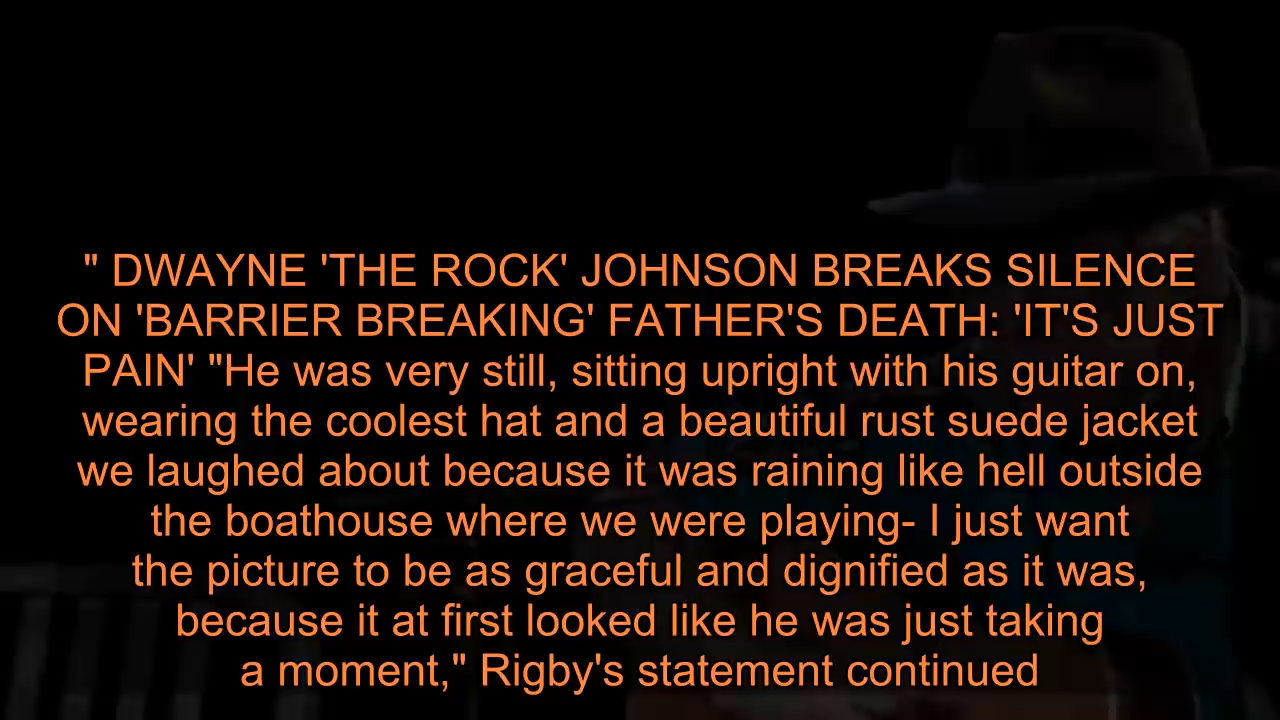 " DWAYNE 'THE ROCK' JOHNSON BREAKS SILENCE
ON 'BARRIER BREAKING' FATHER'S DEATH: 'IT'S JUST
PAIN' "He was very still, sitting upright with his guitar on,
wearing the coolest hat and a beautiful rust suede jacket
we laughed about because it was raining like hell outside
the boathouse where we were playing- I just want
the picture to be as graceful and dignified as it was,
because it at first looked like he was just taking
a moment," Rigby's statement continued